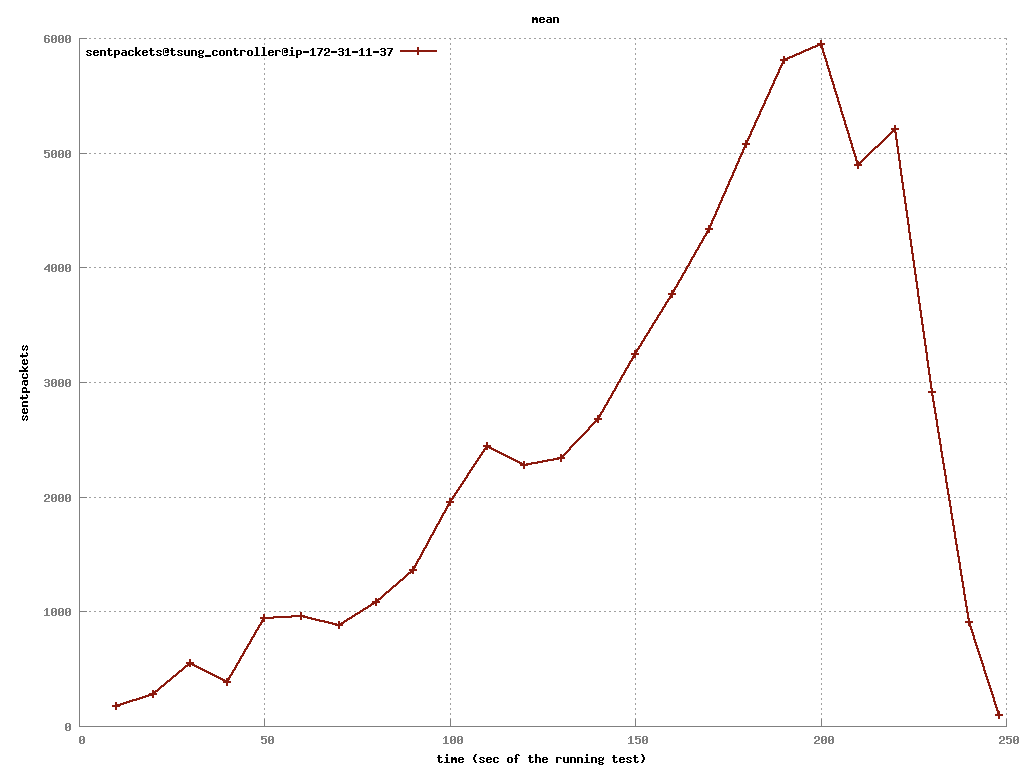 mean
6000
sentpackets@tsung_controller@ip-172-31-11-37
5000
4000
3000
2000
1000
0
sentpackets
0 50 100 150 200 250
time (sec of the running test)